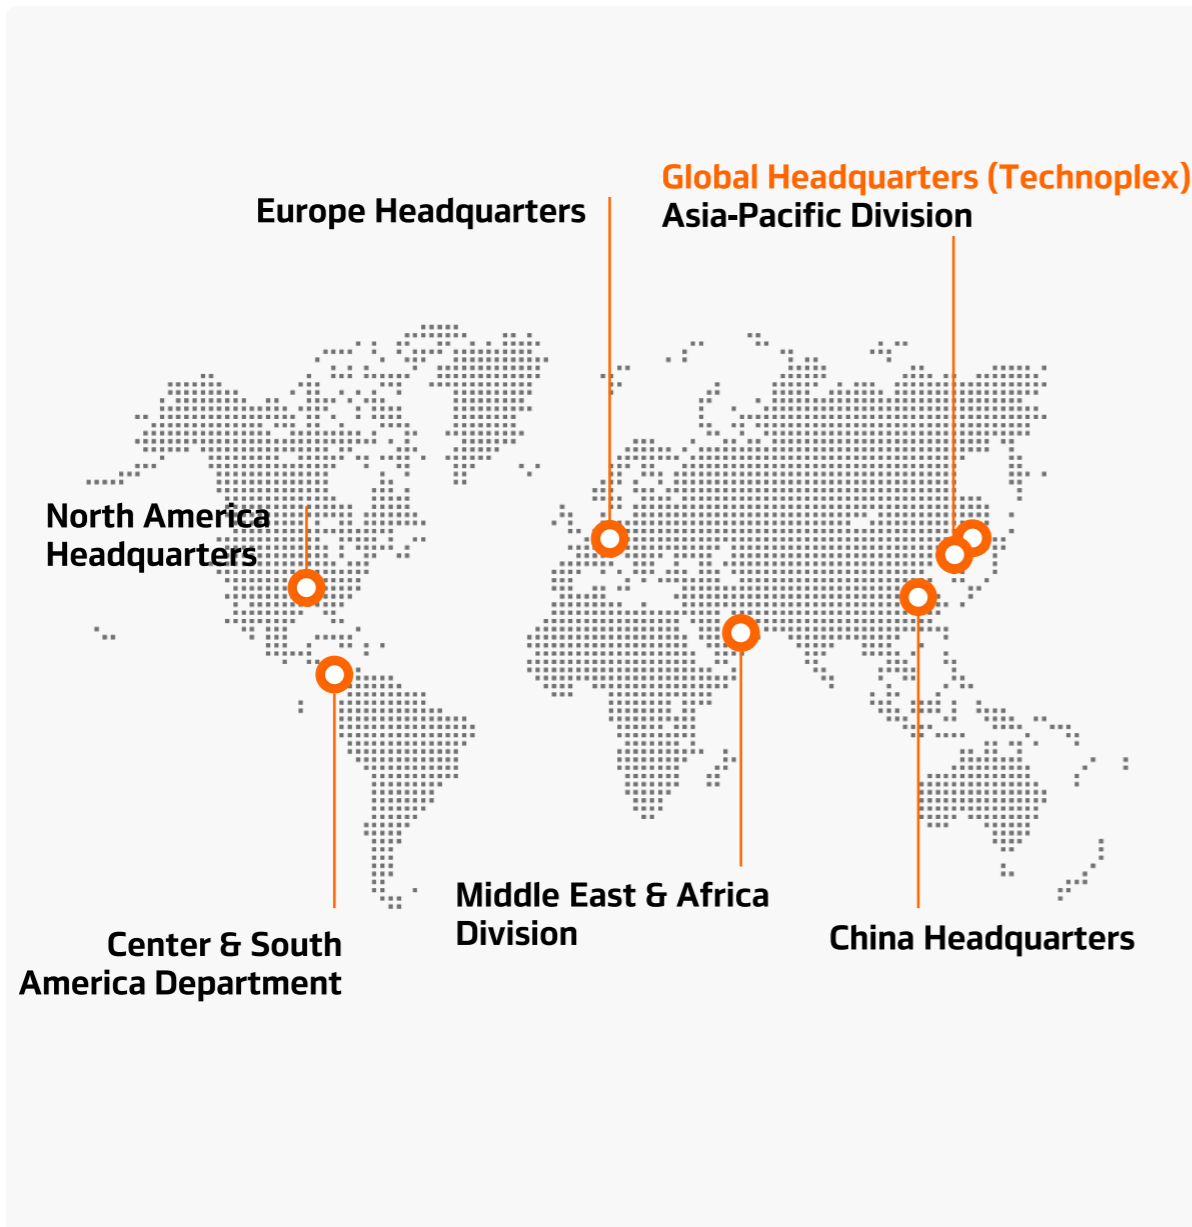 Global Headquarters (Technoplex)
Asia-Pacific Division
Europe Headquarters
North America
Headquarters
Middle East & Africa
Division
China Headquarters
Center & South
America Department